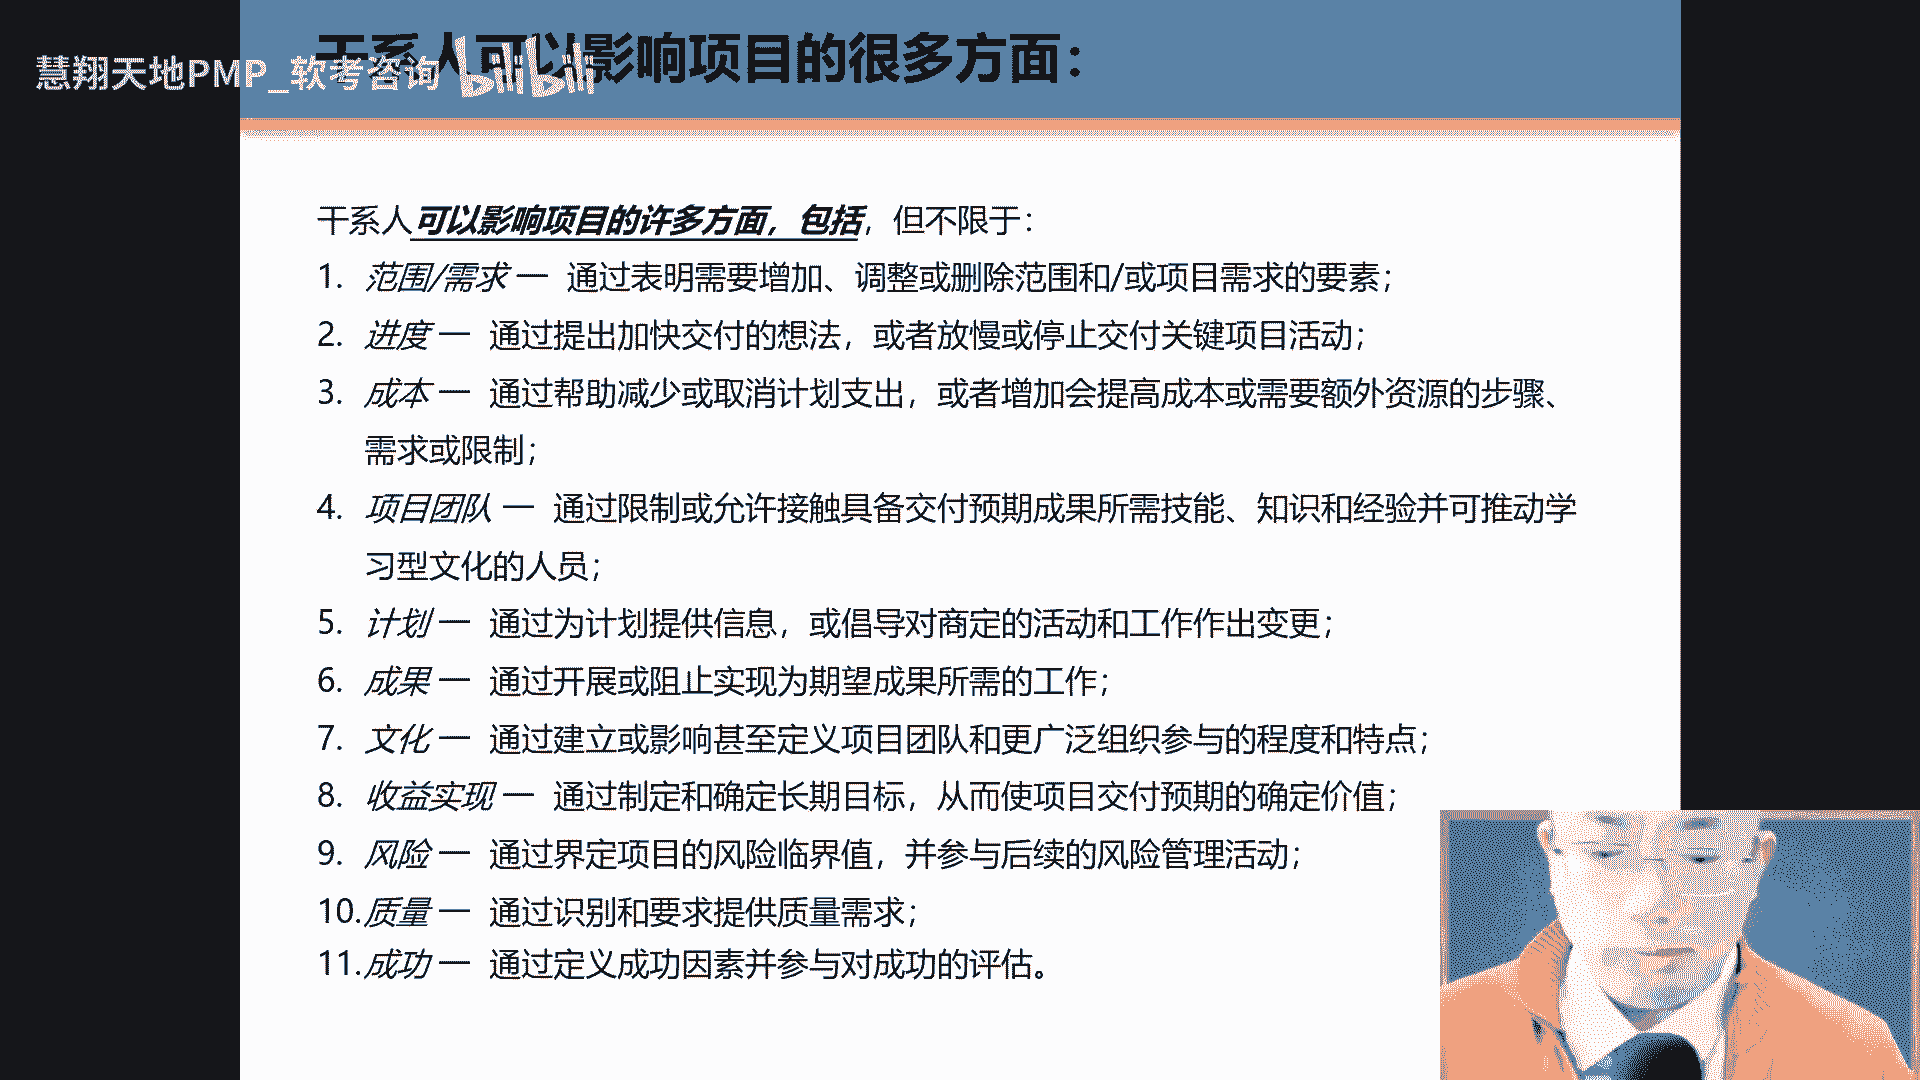 干系人可以影响项目的很多方面：
慧翔天地PMP_软考咨询 bilibili
干系人可以影响项目的许多方面，包括，但不限于：
1. 范围/需求 — 通过表明需要增加、调整或删除范围和/或项目需求的要素；
2. 进度 — 通过提出加快交付的想法，或者放慢或停止交付关键项目活动；
3. 成本 — 通过帮助减少或取消计划支出，或者增加会提高成本或需要额外资源的步骤、
需求或限制；
4. 项目团队 — 通过限制或允许接触具备交付预期成果所需技能、知识和经验并可推动学
习型文化的人员；
5. 计划 — 通过为计划提供信息，或倡导对商定的活动和工作作出变更；
6. 成果 — 通过开展或阻止实现为期望成果所需的工作；
7. 文化 — 通过建立或影响甚至定义项目团队和更广泛组织参与的程度和特点；
8. 收益实现 — 通过制定和确定长期目标，从而使项目交付预期的确定价值；
9. 风险 — 通过界定项目的风险临界值，并参与后续的风险管理活动；
10. 质量 — 通过识别和要求提供质量需求；
11. 成功 — 通过定义成功因素并参与对成功的评估。